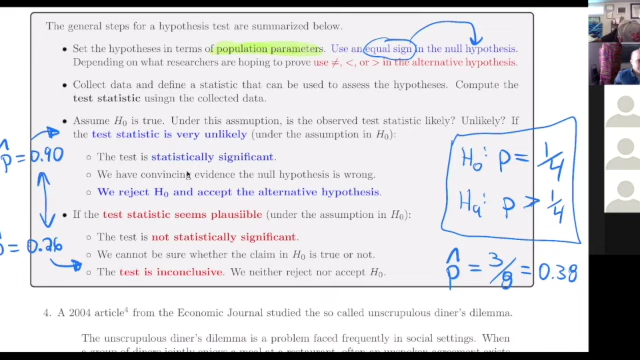 The general steps for a hypothesis test are summarized below.
• Set the hypotheses in terms of population parameters. Use an equal sign in the null hypothesis.
Depending on what researchers are hoping to prove use ≠, <, or > in the alternative hypothesis.
• Collect data and define a statistic that can be used to assess the hypotheses. Compute the
test statistic usingn the collected data.
• Assume H₀ is true. Under this assmuption, is the observed test statistic likely? Unlikely? If
the test statistic is very unlikely (under the assumption in H₀):
◦ The test is statistically significant.
◦ We have convincing evidence the null hypothesis is wrong.
◦ We reject H₀ and accept the alternative hypothesis.
• If the test statistic seems plausiible (under the assumption in H₀):
◦ The test is not statistically significant.
◦ We cannot be sure whether the claim in H₀ is true or not.
◦ The test is inconclusive. We neither reject nor accept H₀.
p̂ = 0.90
p̂ = 0.26
H₀: p = 1/4
Hₐ: p > 1/4
p̂ = 3/8 = 0.38
4. A 2004 article⁴ from the Economic Journal studied the so called unscrupulous diner's dilemma.
The unscrupulous diner's dilemma is a problem faced frequently in social settings. When